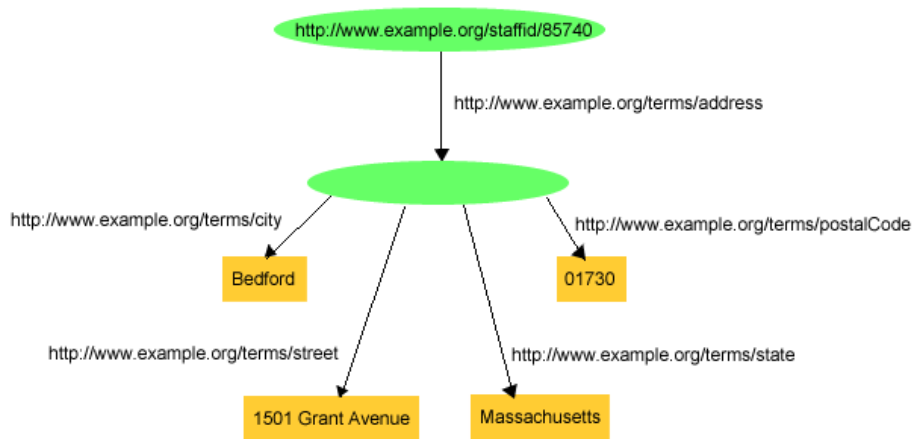 http://www.example.org/staffid/85740
http://www.example.org/terms/address
http://www.example.org/terms/city
http://www.example.org/terms/postalCode
Bedford
01730
http://www.example.org/terms/street
http://www.example.org/terms/state
1501 Grant Avenue
Massachusetts